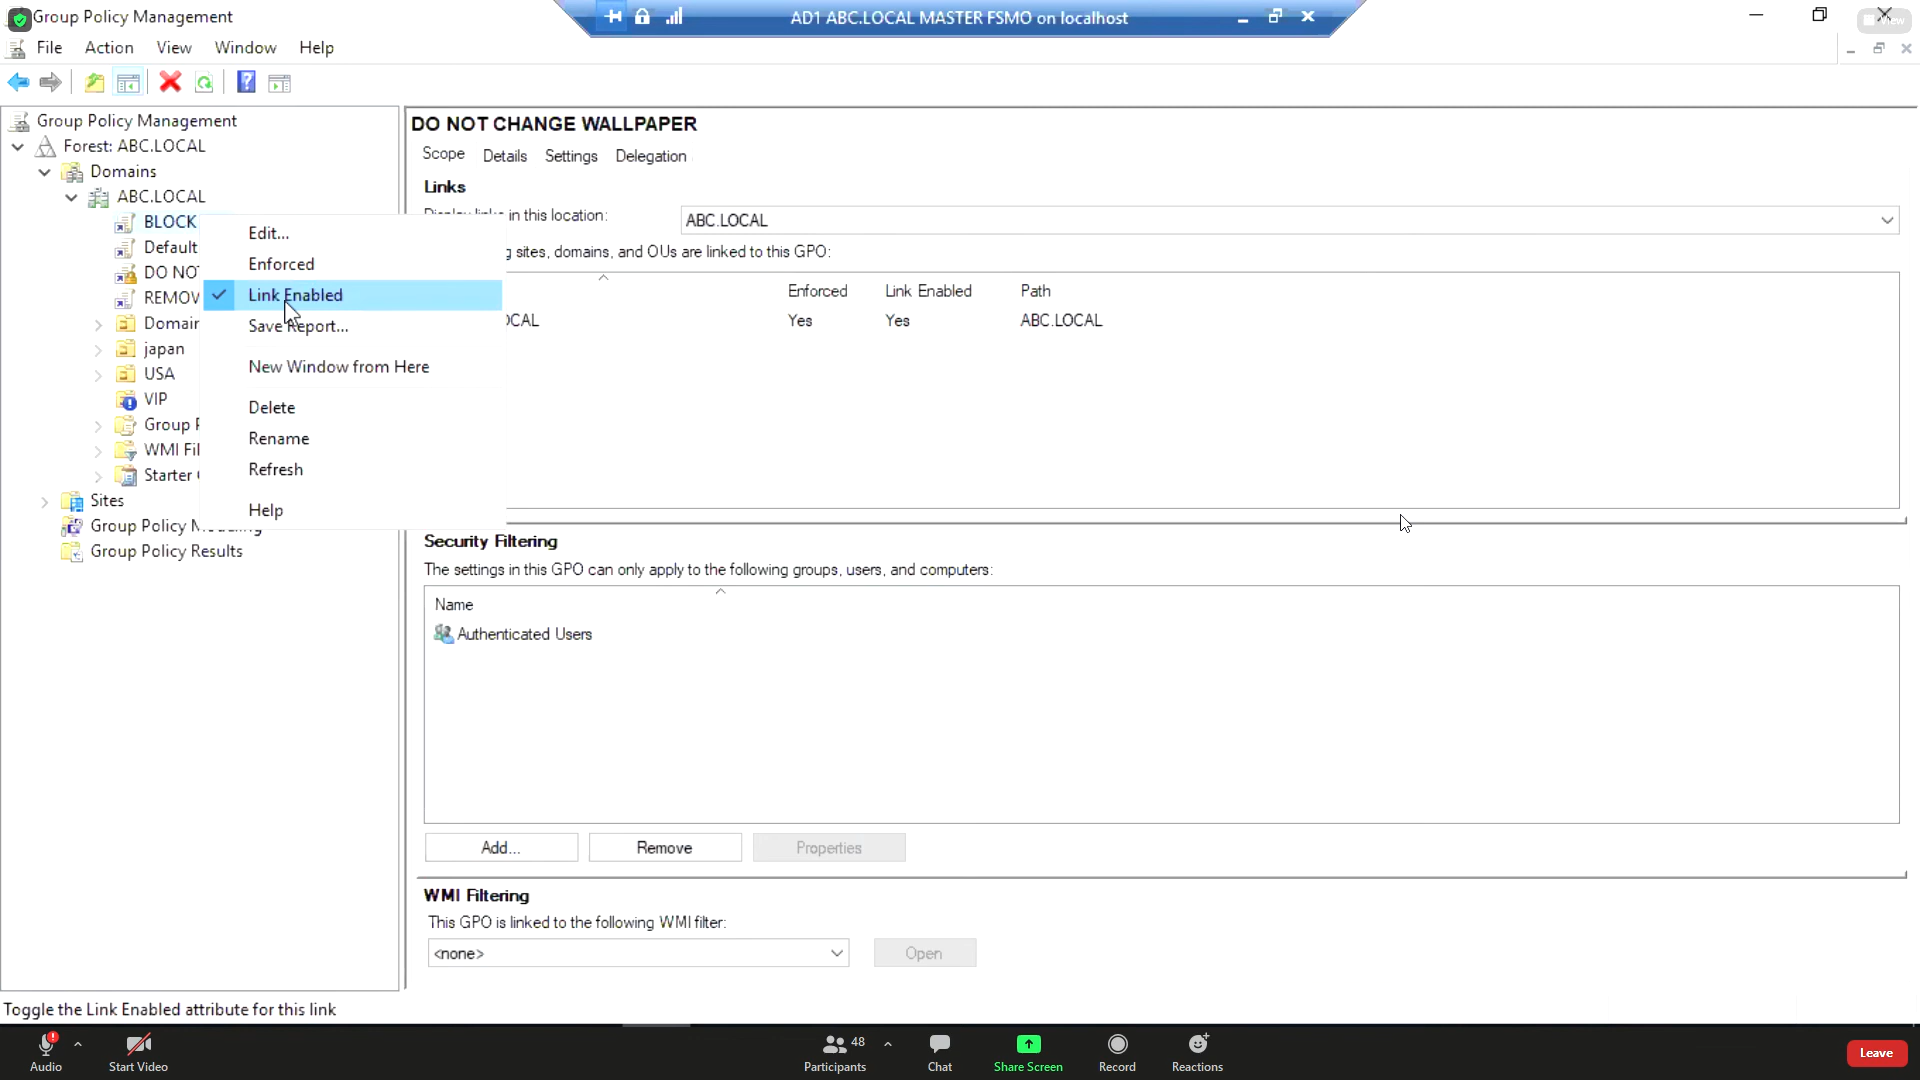 Group Policy Management
AD1 ABC.LOCAL MASTER FSMO on localhost
View
File Action View Window Help
Group Policy Management
Forest: ABC.LOCAL
Domains
ABC.LOCAL
BLOCK
Default
DO NO
REMOV
Domain
japan
USA
VIP
Group P
WMI Fil
Starter
Sites
Group Policy Modeling
Group Policy Results
Edit...
Enforced
Link Enabled
Save Report...
New Window from Here
Delete
Rename
Refresh
Help
DO NOT CHANGE WALLPAPER
Scope Details Settings Delegation
Links
Display links in this location:
ABC.LOCAL
g sites, domains, and OUs are linked to this GPO:
Enforced Link Enabled Path
OCAL Yes Yes ABC.LOCAL
Security Filtering
The settings in this GPO can only apply to the following groups, users, and computers:
Name
Authenticated Users
Add... Remove Properties
WMI Filtering
This GPO is linked to the following WMI filter:
<none> Open
Toggle the Link Enabled attribute for this link
Audio Start Video 48 Participants Chat Share Screen Record Reactions Leave